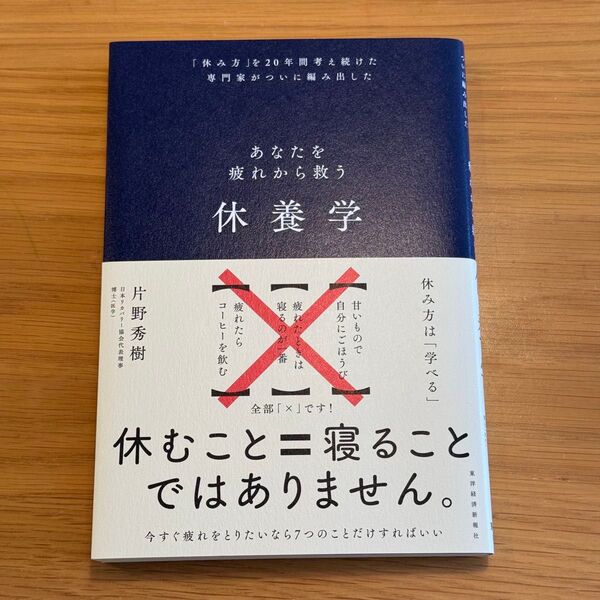 「休み方」を20年間考え続けた
専門家がついに編み出した
あなたを
疲れから救う
休養学
休み方は「学べる」
【甘いもので
自分にごほうび】
【疲れたときは
寝るのが一番】
【疲れたら
コーヒーを飲む】
全部「×」です!
片野秀樹
日本リカバリー協会代表理事
博士(医学)
休むこと=寝ること
ではありません。
今すぐ疲れをとりたいなら7つのことだけすればいい
東洋経済新報社